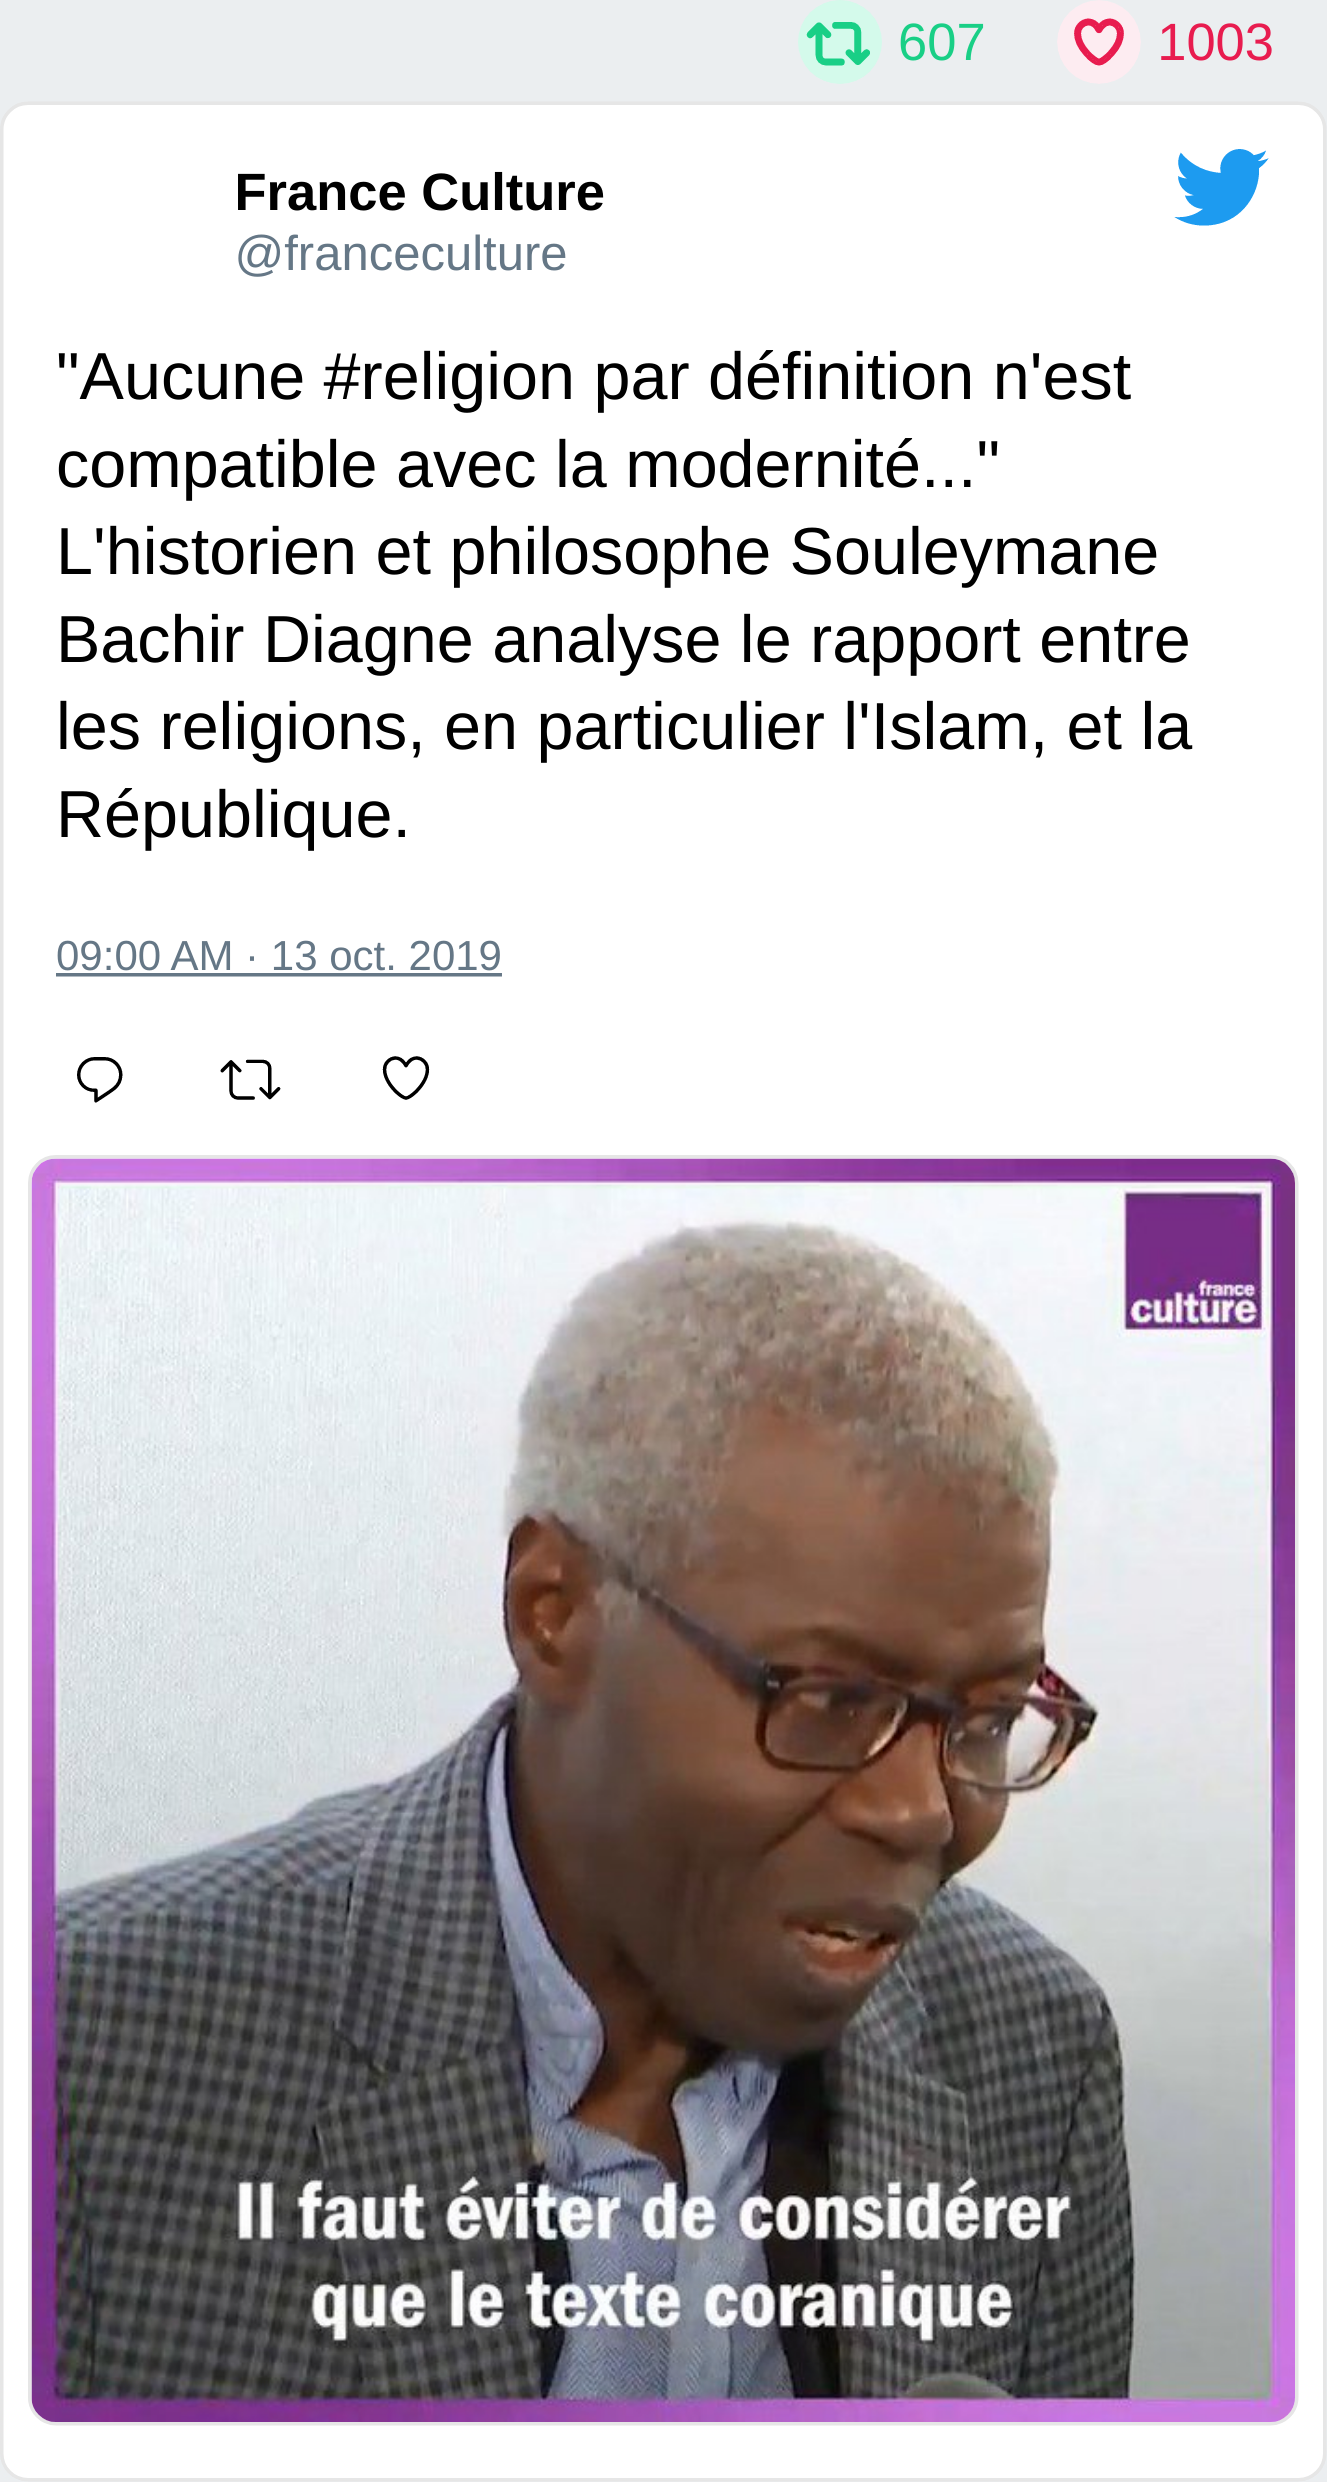 607 1003
France Culture
@franceculture
"Aucune #religion par définition n'est
compatible avec la modernité..."
L'historien et philosophe Souleymane
Bachir Diagne analyse le rapport entre
les religions, en particulier l'Islam, et la
République.
09:00 AM · 13 oct. 2019
france
culture
Il faut éviter de considérer
que le texte coranique